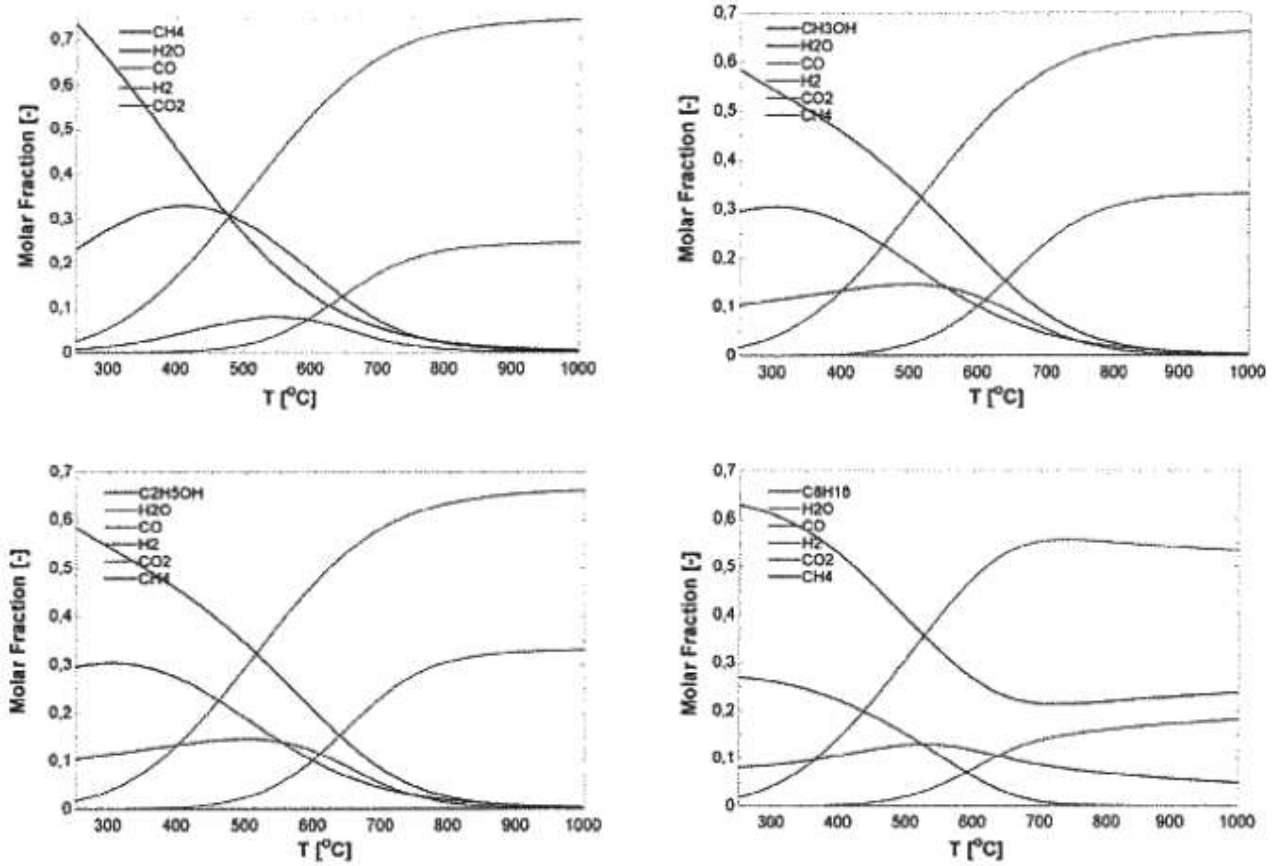 0,7
0,6
0,5
0,4
0,3
0,2
0,1
0
Molar Fraction [-]
CH4
H2O
CO
H2
CO2
300 400 500 600 700 800 900 1000
T [°C]
0,7
0,6
0,5
0,4
0,3
0,2
0,1
0
Molar Fraction [-]
CH3OH
H2O
CO
H2
CO2
CH4
300 400 500 600 700 800 900 1000
T [°C]
0,7
0,6
0,5
0,4
0,3
0,2
0,1
0
Molar Fraction [-]
C2H5OH
H2O
CO
H2
CO2
CH4
300 400 500 600 700 800 900 1000
T [°C]
0,7
0,6
0,5
0,4
0,3
0,2
0,1
0
Molar Fraction [-]
C8H18
H2O
CO
H2
CO2
CH4
300 400 500 600 700 800 900 1000
T [°C]